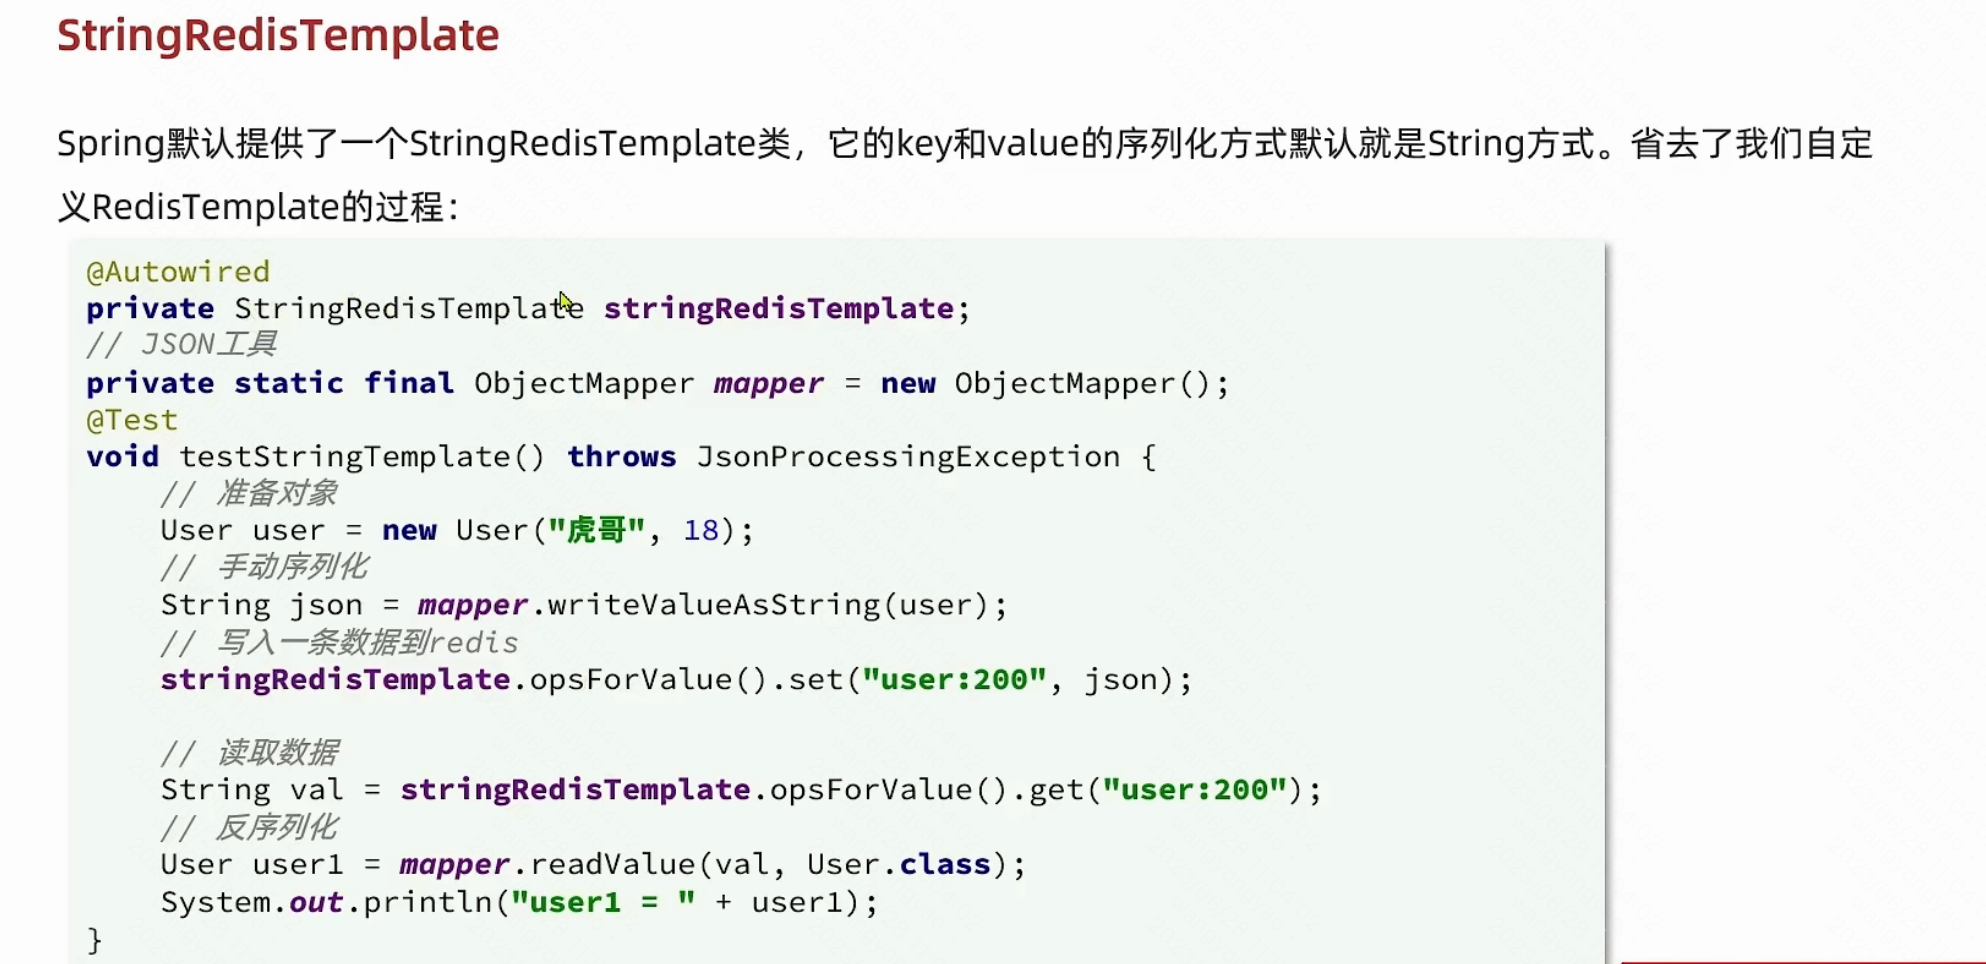 StringRedisTemplate
Spring默认提供了一个StringRedisTemplate类，它的key和value的序列化方式默认就是String方式。省去了我们自定
义RedisTemplate的过程：
@Autowired
private StringRedisTemplate stringRedisTemplate;
// JSON工具
private static final ObjectMapper mapper = new ObjectMapper();
@Test
void testStringTemplate() throws JsonProcessingException {
    // 准备对象
    User user = new User("虎哥", 18);
    // 手动序列化
    String json = mapper.writeValueAsString(user);
    // 写入一条数据到redis
    stringRedisTemplate.opsForValue().set("user:200", json);
    // 读取数据
    String val = stringRedisTemplate.opsForValue().get("user:200");
    // 反序列化
    User user1 = mapper.readValue(val, User.class);
    System.out.println("user1 = " + user1);
}